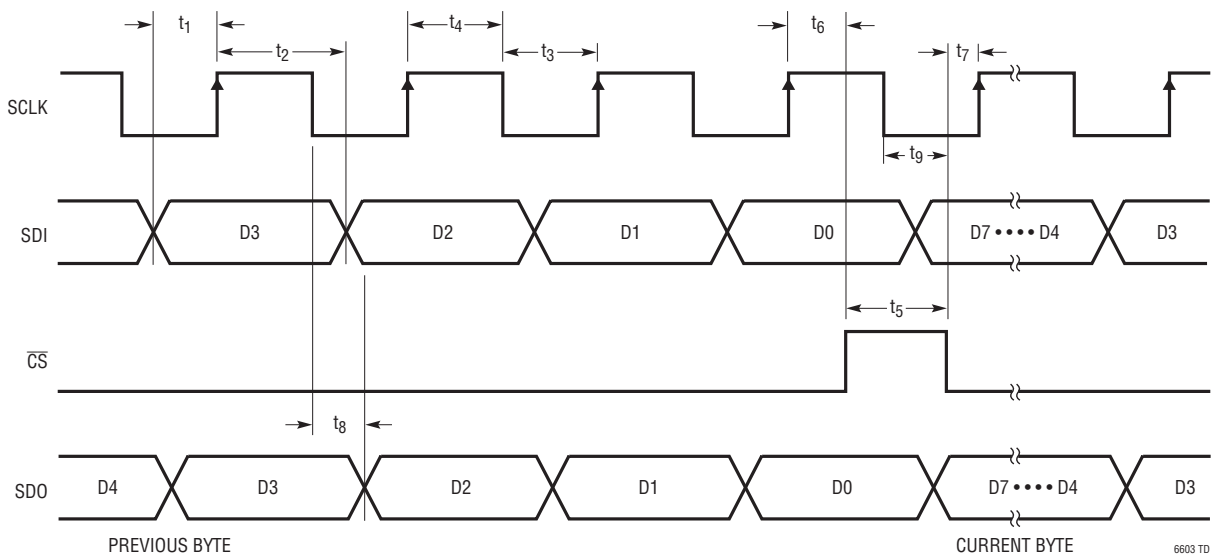 t1
t2
t4
t3
t6
t7
SCLK
t9
SDI
D3
D2
D1
D0
D7 •••• D4
D3
t5
CS
t8
SDO
D4
D3
D2
D1
D0
D7 •••• D4
D3
PREVIOUS BYTE
CURRENT BYTE
6603 TD